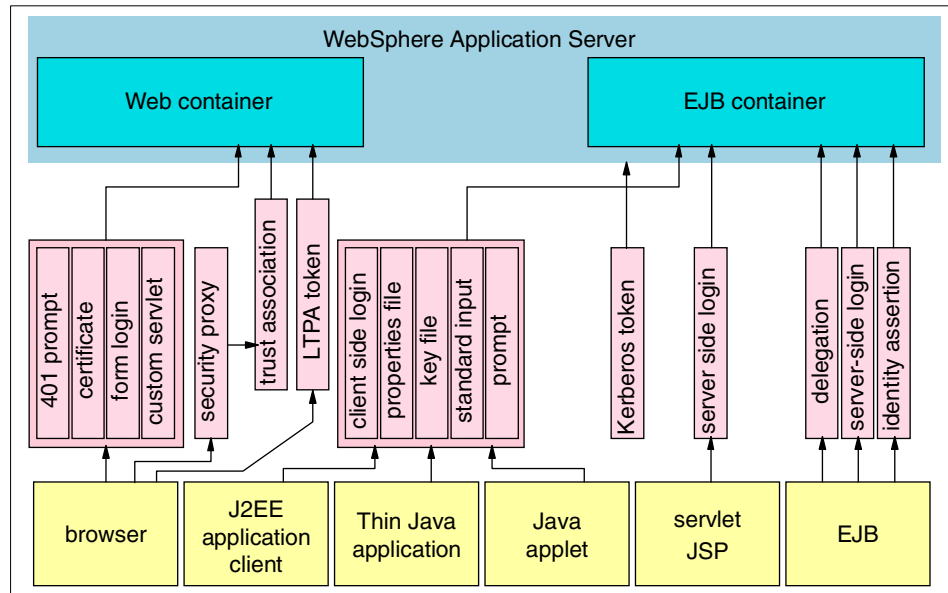 WebSphere Application Server
Web container
EJB container
401 prompt
certificate
form login
custom servlet
security proxy
trust association
LTPA token
client side login
properties file
key file
standard input
prompt
Kerberos token
server side login
delegation
server-side login
identity assertion
browser
J2EE
application
client
Thin Java
application
Java
applet
servlet
JSP
EJB